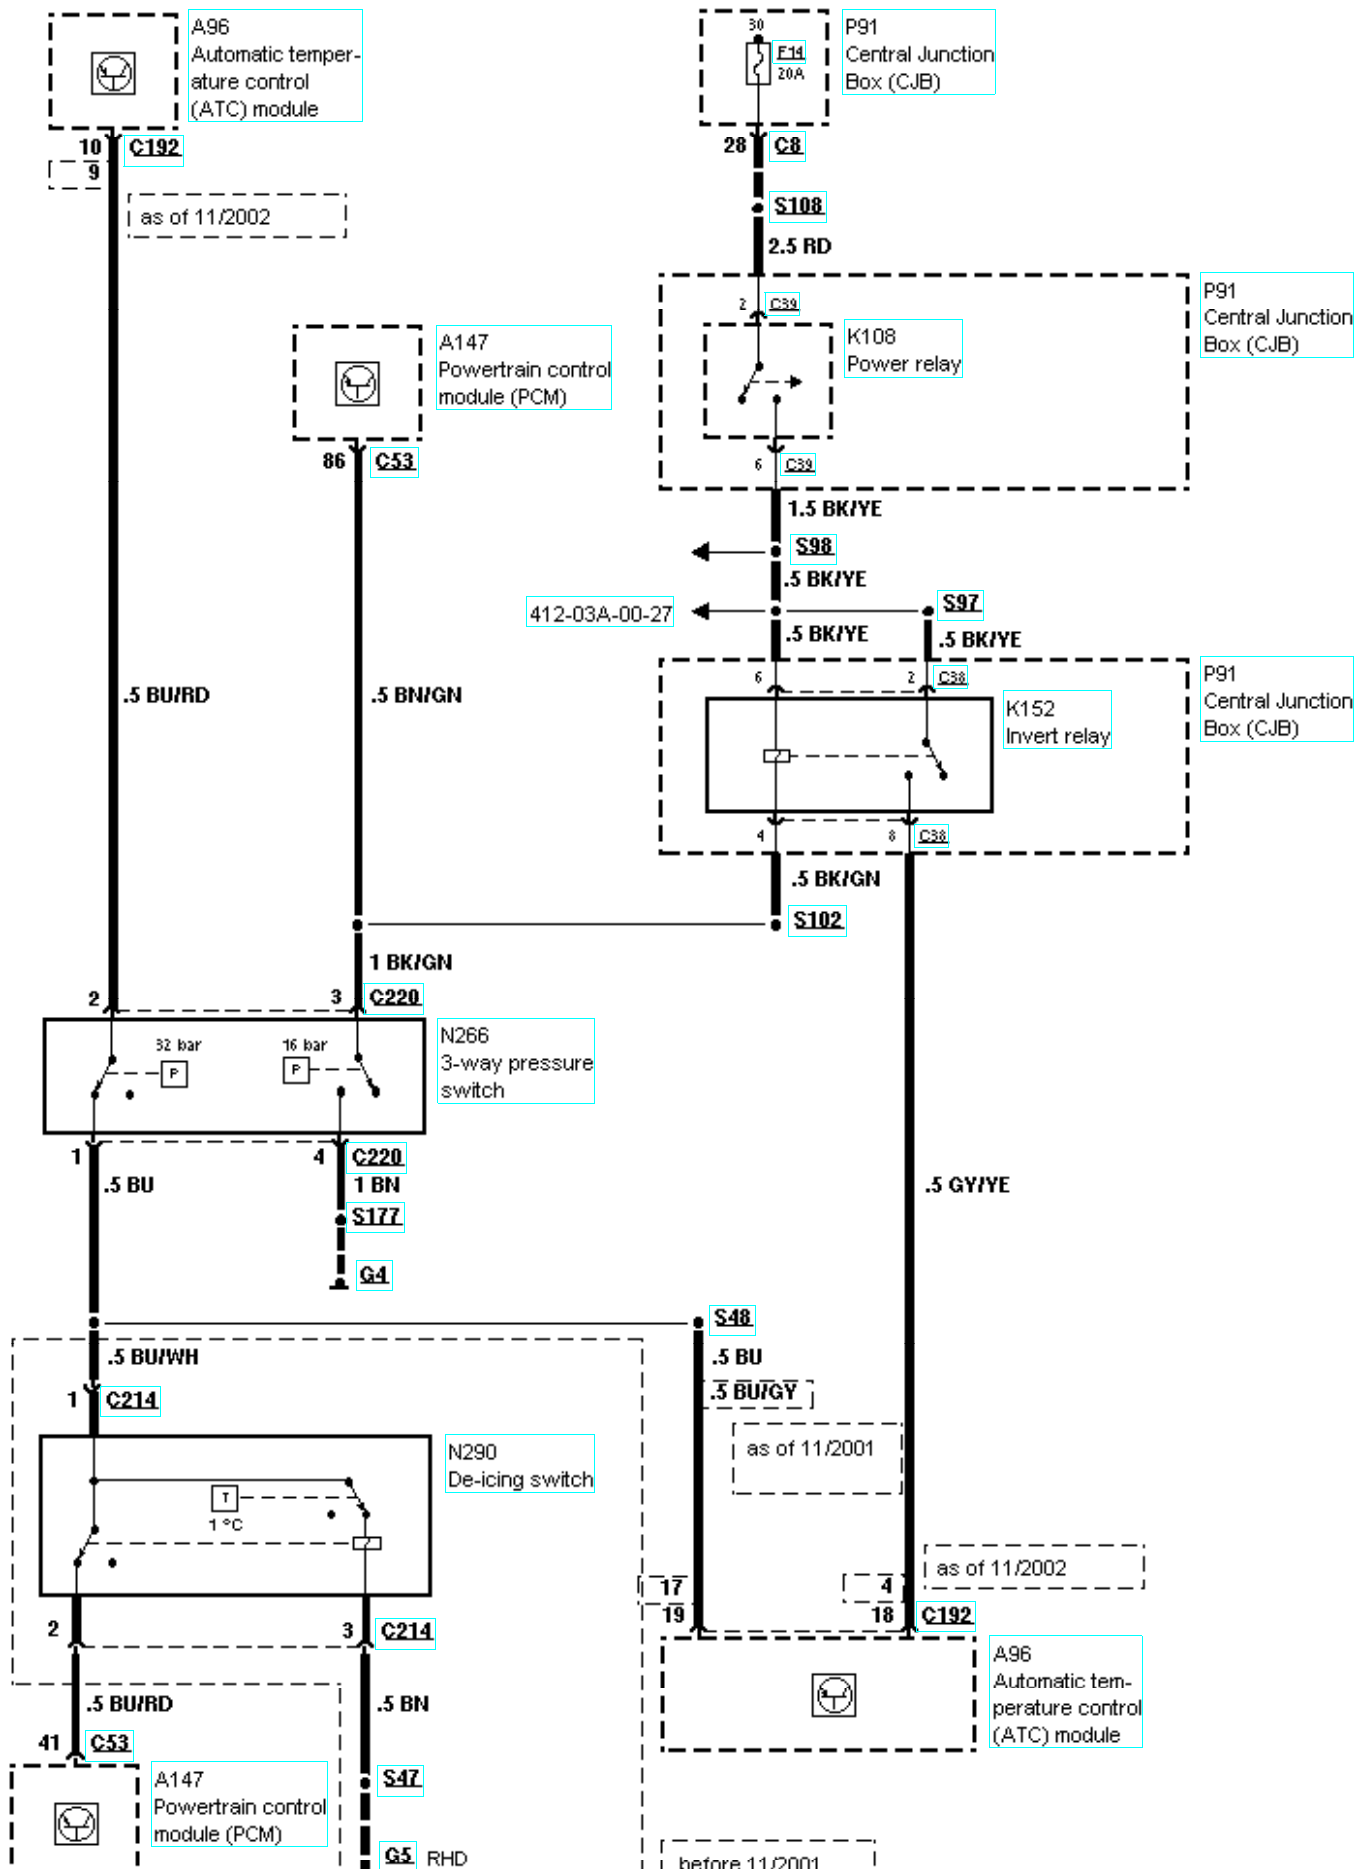 A96
Automatic temper-
ature control
(ATC) module
10 C192
9
as of 11/2002
30
F14
20A
P91
Central Junction
Box (CJB)
28 C8
S108
2.5 RD
P91
Central Junction
Box (CJB)
2 C39
K108
Power relay
6 C39
A147
Powertrain control
module (PCM)
86 C53
1.5 BK/YE
S98
.5 BK/YE
412-03A-00-27
S97
.5 BK/YE
.5 BK/YE
.5 BU/RD
.5 BN/GN
6
2 C38
P91
Central Junction
Box (CJB)
K152
Invert relay
4
8 C38
.5 BK/GN
S102
1 BK/GN
2
3 C220
32 bar
P
16 bar
P
N266
3-way pressure
switch
1
4 C220
.5 BU
1 BN
S177
G4
.5 GY/YE
S48
.5 BU/WH
.5 BU
.5 BU/GY
1 C214
as of 11/2001
N290
De-icing switch
T
1 °C
as of 11/2002
17
4
19
18 C192
2
3 C214
A96
Automatic tem-
perature control
(ATC) module
.5 BU/RD
.5 BN
41 C53
A147
Powertrain control
module (PCM)
S47
G5 RHD
before 11/2001